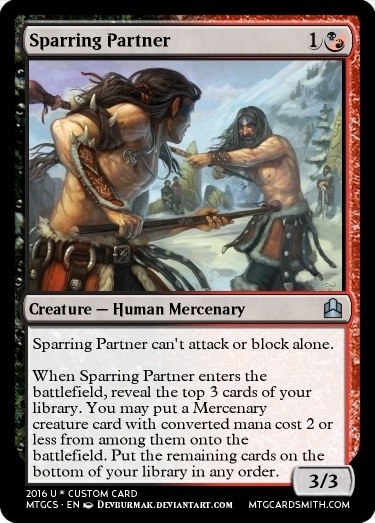 Sparring Partner 1
Creature — Human Mercenary
Sparring Partner can't attack or block alone.
When Sparring Partner enters the
battlefield, reveal the top 3 cards of your
library. You may put a Mercenary
creature card with converted mana cost 2 or
less from among them onto the
battlefield. Put the remaining cards on the
bottom of your library in any order.
3/3
2016 U * CUSTOM CARD
MTGCS - EN DEVBURMAK.DEVIANTART.COM MTGCARDSMITH.COM